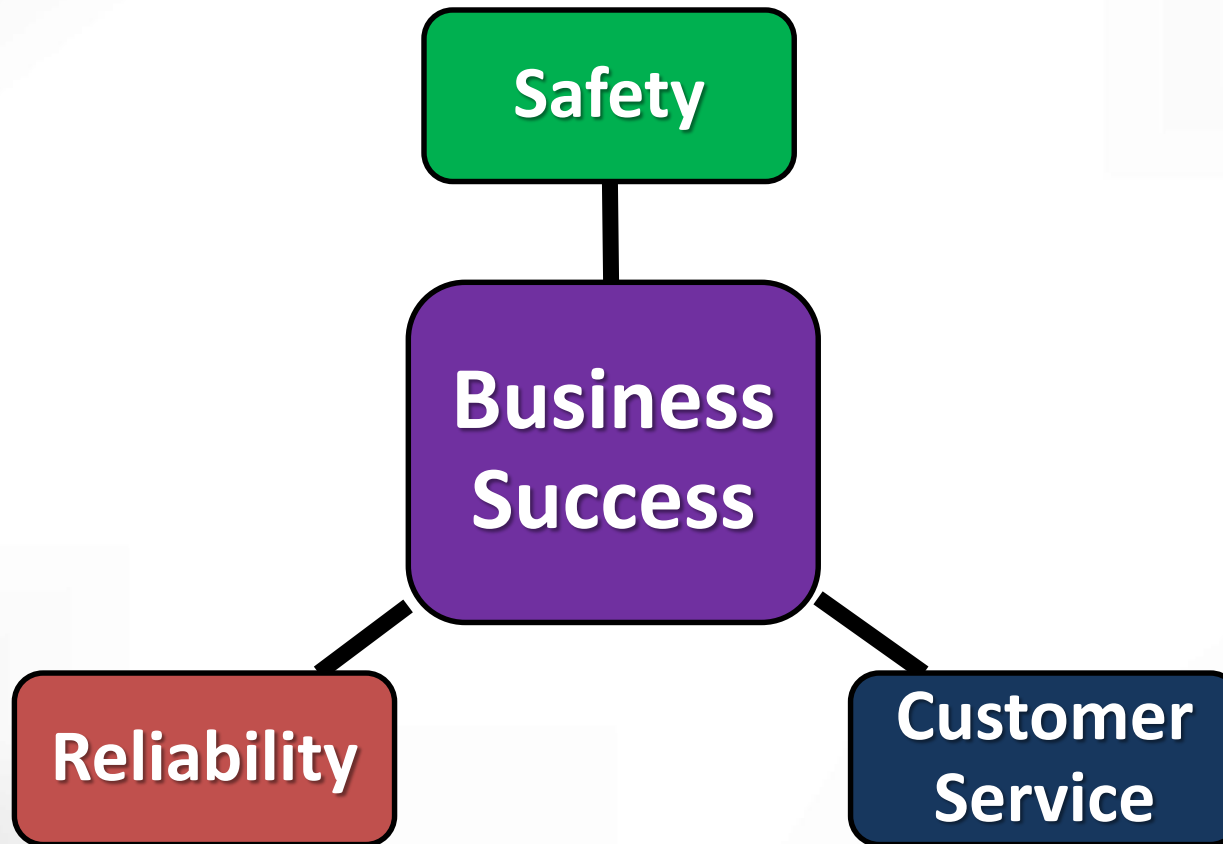 Safety
Business
Success
Reliability
Customer
Service